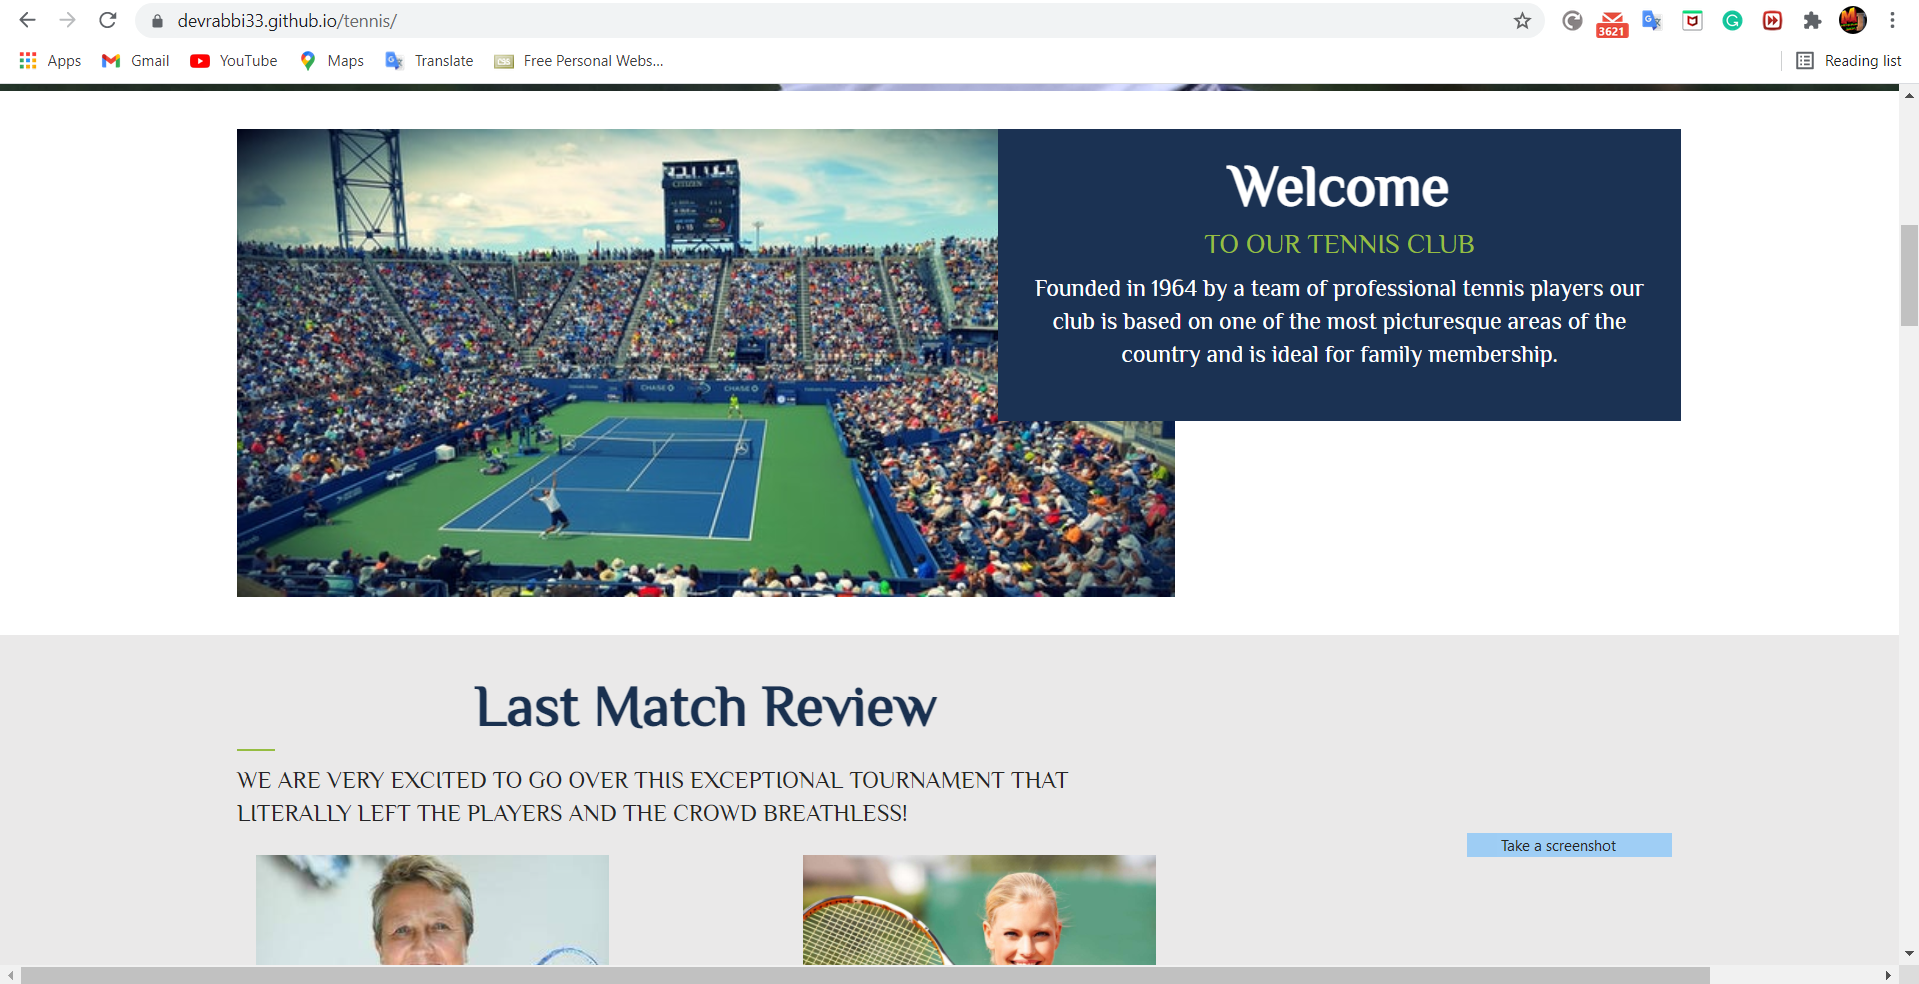 devrabbi33.github.io/tennis/
3621
Apps
Gmail
YouTube
Maps
Translate
Free Personal Webs...
Reading list
CITIZEN
Welcome
TO OUR TENNIS CLUB
Founded in 1964 by a team of professional tennis players our
club is based on one of the most picturesque areas of the
country and is ideal for family membership.
CHASE
CHASE
Last Match Review
WE ARE VERY EXCITED TO GO OVER THIS EXCEPTIONAL TOURNAMENT THAT
LITERALLY LEFT THE PLAYERS AND THE CROWD BREATHLESS!
Take a screenshot